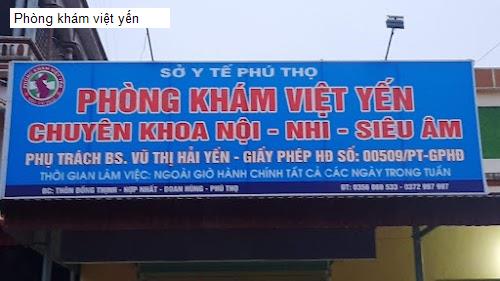 Phòng khám việt yến
SỞ Y TẾ PHÚ THỌ
PHÒNG KHÁM VIỆT YẾN
CHUYÊN KHOA NỘI - NHI - SIÊU ÂM
PHỤ TRÁCH BS. VŨ THỊ HẢI YẾN - GIẤY PHÉP HĐ SỐ: 00509/PT-GPHĐ
THỜI GIAN LÀM VIỆC: NGOÀI GIỜ HÀNH CHÍNH TẤT CẢ CÁC NGÀY TRONG TUẦN
ĐC: THÔN ĐỒNG THỊNH - HỢP NHẤT - ĐOAN HÙNG - PHÚ THỌ ĐT: 0356 069 533 - 0372 997 997